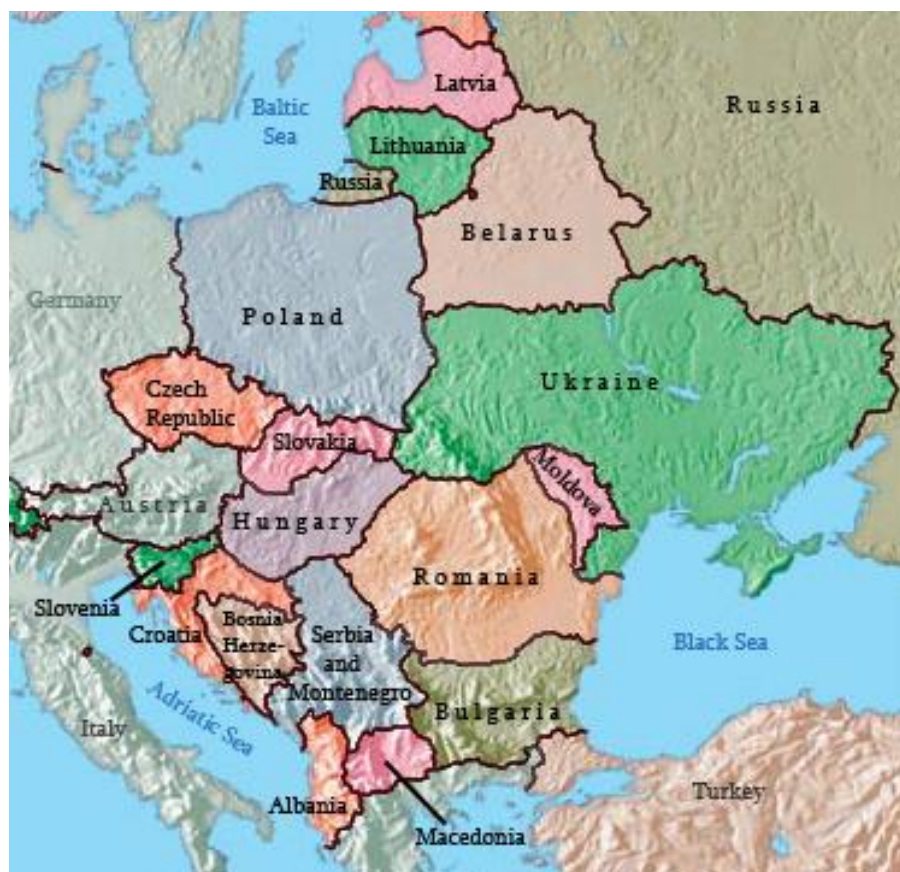 Latvia
Russia
Baltic
Sea
Lithuania
Russia
Belarus
Germany
Poland
Ukraine
Czech
Republic
Slovakia
Moldova
Austria
Hungary
Romania
Slovenia
Croatia
Bosnia
Herze-
govina
Serbia
and
Montenegro
Black Sea
Adriatic Sea
Bulgaria
Italy
Albania
Macedonia
Turkey